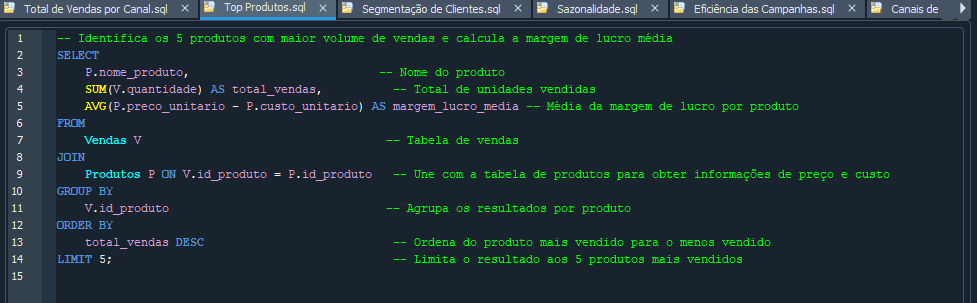 Total de Vendas por Canal.sql Top Produtos.sql Segmentação de Clientes.sql Sazonalidade.sql Eficiência das Campanhas.sql Canais de
1 -- Identifica os 5 produtos com maior volume de vendas e calcula a margem de lucro média
2 SELECT
3 P.nome_produto, -- Nome do produto
4 SUM(V.quantidade) AS total_vendas, -- Total de unidades vendidas
5 AVG(P.preco_unitario - P.custo_unitario) AS margem_lucro_media -- Média da margem de lucro por produto
6 FROM
7 Vendas V -- Tabela de vendas
8 JOIN
9 Produtos P ON V.id_produto = P.id_produto -- Une com a tabela de produtos para obter informações de preço e custo
10 GROUP BY
11 V.id_produto -- Agrupa os resultados por produto
12 ORDER BY
13 total_vendas DESC -- Ordena do produto mais vendido para o menos vendido
14 LIMIT 5; -- Limita o resultado aos 5 produtos mais vendidos
15